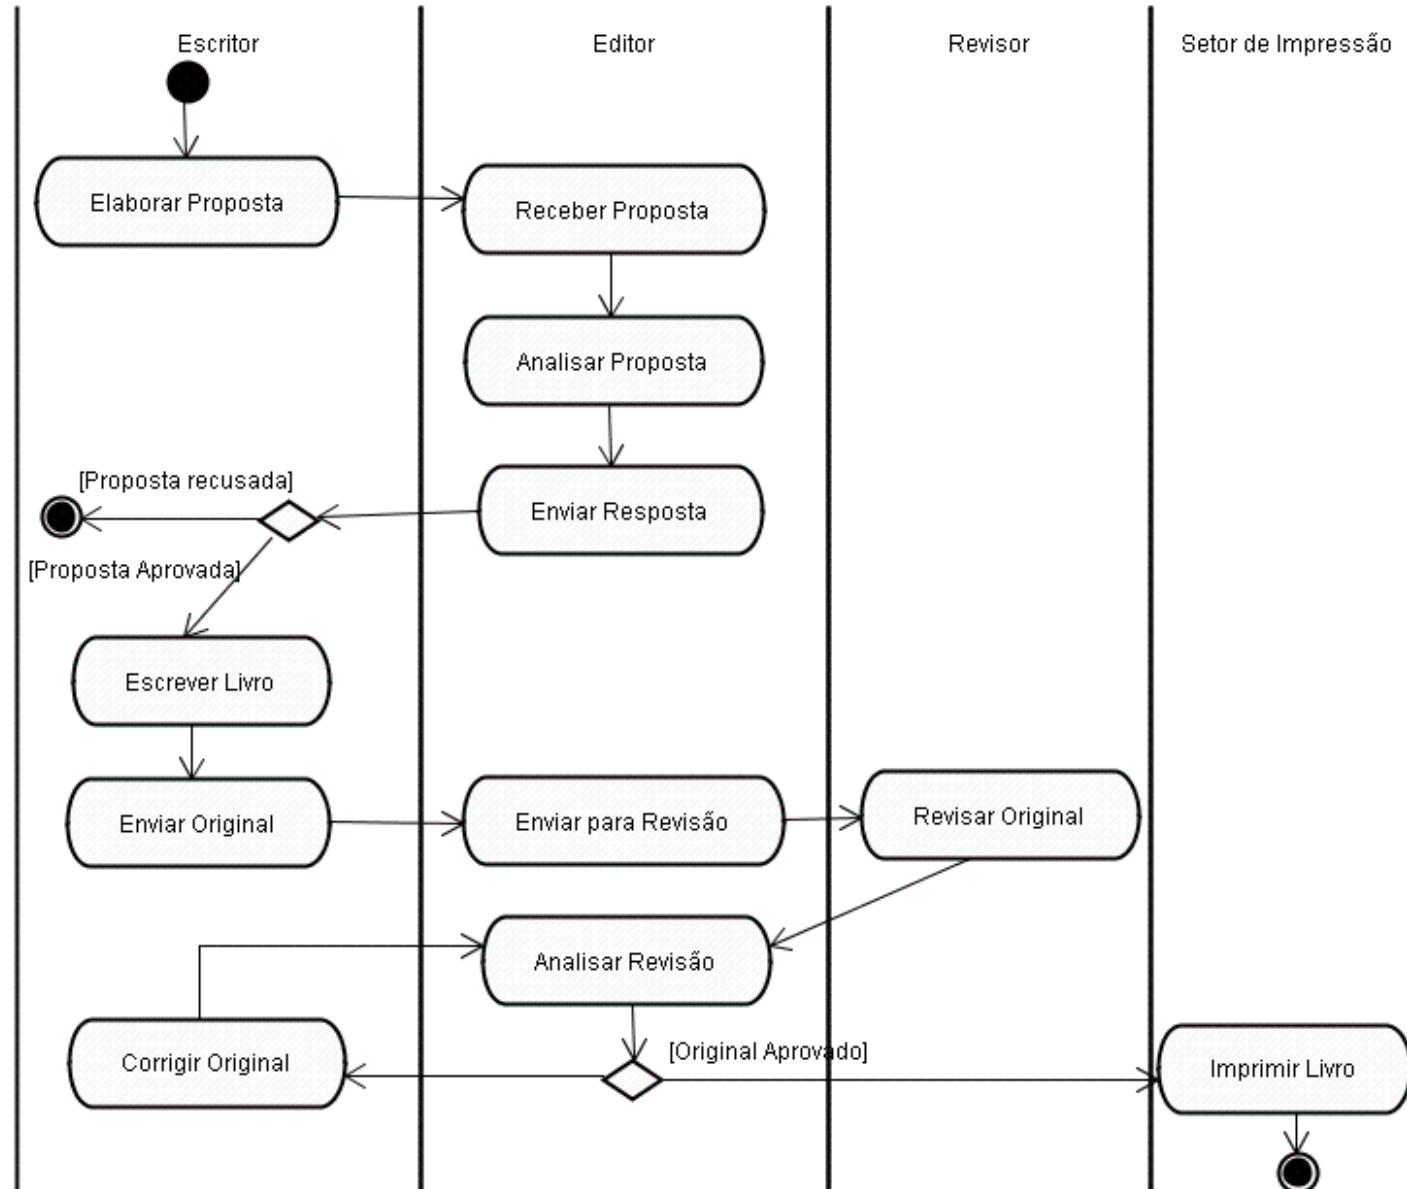 Escritor
Editor
Revisor
Setor de Impressão
Elaborar Proposta
Receber Proposta
Analisar Proposta
[Proposta recusada]
Enviar Resposta
[Proposta Aprovada]
Escrever Livro
Enviar Original
Enviar para Revisão
Revisar Original
Analisar Revisão
Corrigir Original
[Original Aprovado]
Imprimir Livro